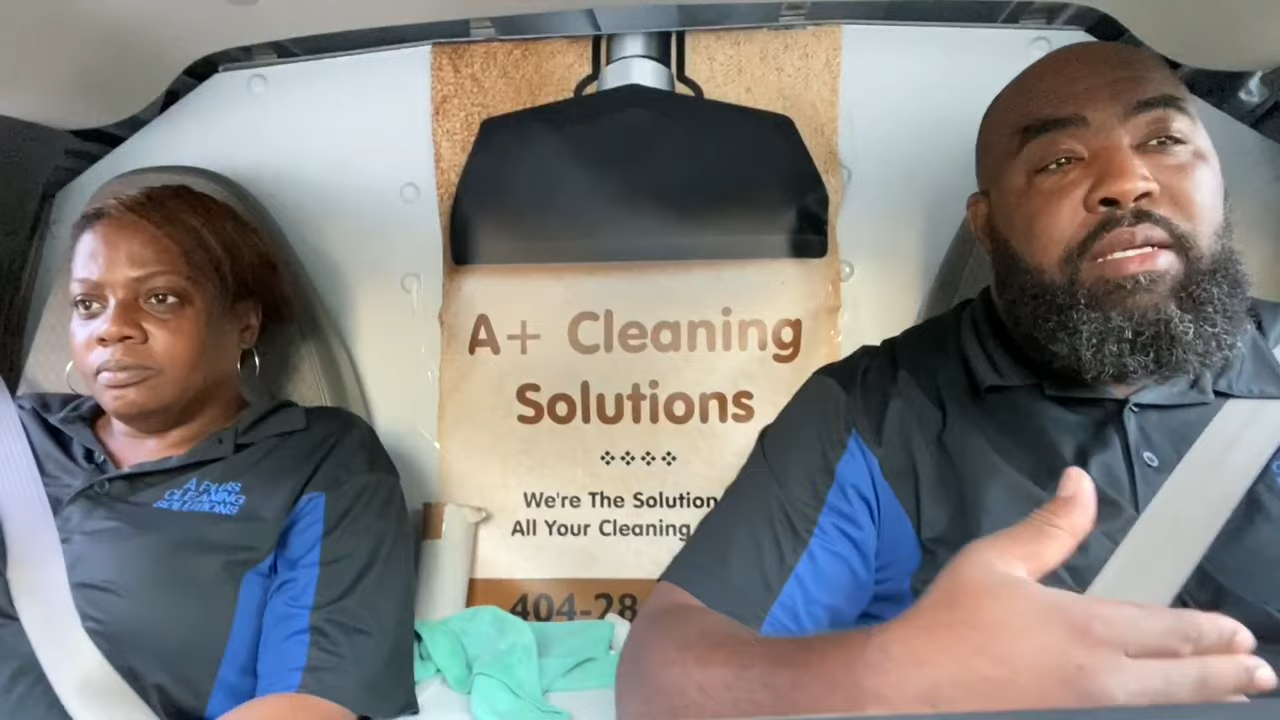 A+ Cleaning
Solutions
We're The Solution
All Your Cleaning
404-28
A PLUS
CLEANING
SOLUTIONS